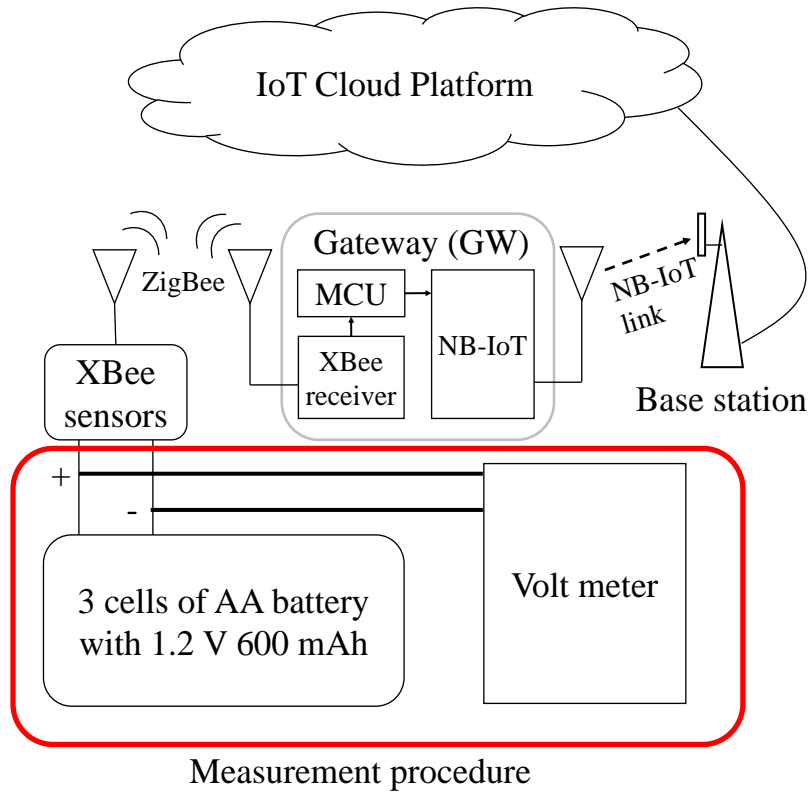 IoT Cloud Platform
Gateway (GW)
ZigBee
MCU
NB-IoT
link
XBee
receiver
NB-IoT
XBee
sensors
Base station
+
-
3 cells of AA battery
with 1.2 V 600 mAh
Volt meter
Measurement procedure